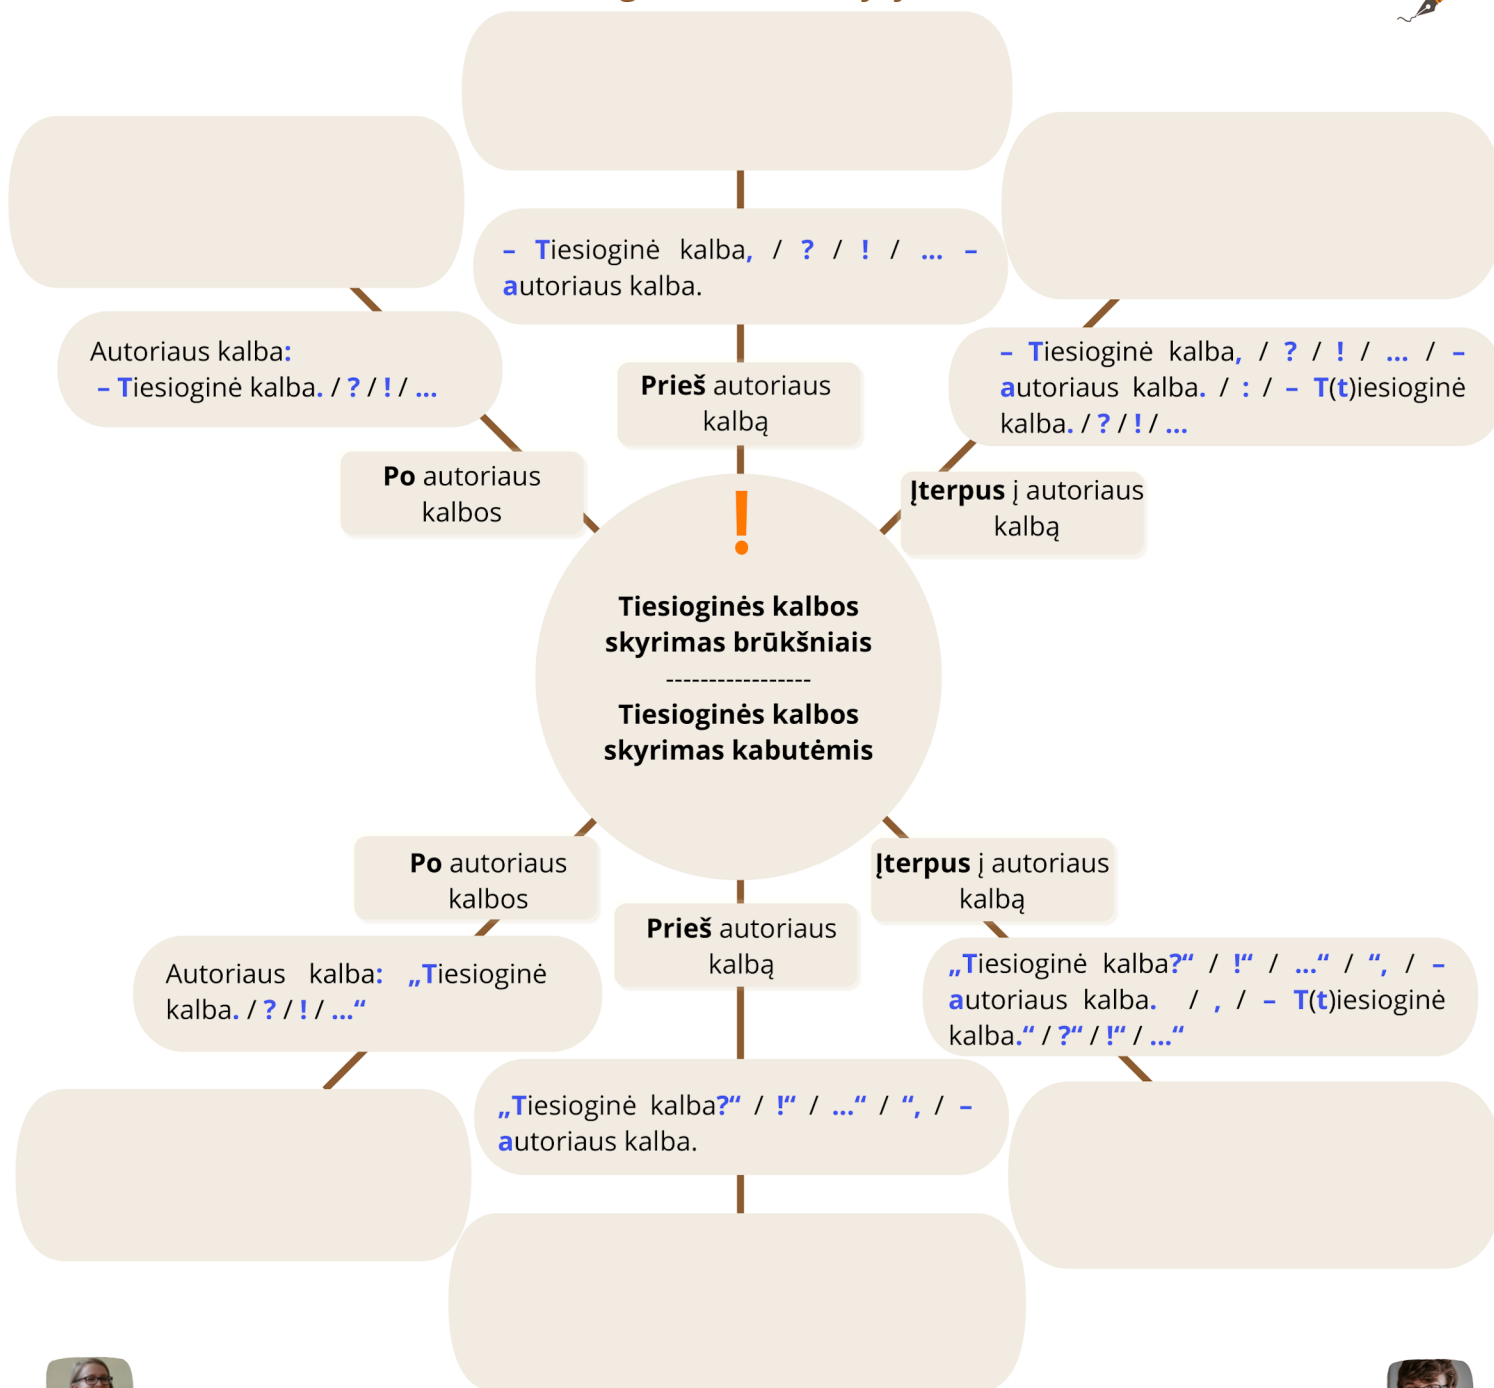 – Tiesioginė kalba, / ? / ! / ... –
autoriaus kalba.
Autoriaus kalba:
– Tiesioginė kalba. / ? / ! / ...
– Tiesioginė kalba, / ? / ! / ... / –
autoriaus kalba. / : / – T(t)iesioginė
kalba. / ? / ! / ...
Prieš autoriaus
kalbą
Po autoriaus
kalbos
Įterpus į autoriaus
kalbą
!
Tiesioginės kalbos
skyrimas brūkšniais
-----------------
Tiesioginės kalbos
skyrimas kabutėmis
Po autoriaus
kalbos
Įterpus į autoriaus
kalbą
Prieš autoriaus
kalbą
Autoriaus kalba: „Tiesioginė
kalba. / ? / ! / ...“
„Tiesioginė kalba?“ / !“ / ...“ / “, / –
autoriaus kalba. / , / – T(t)iesioginė
kalba.“ / ?“ / !“ / ...“
„Tiesioginė kalba?“ / !“ / ...“ / “, / –
autoriaus kalba.